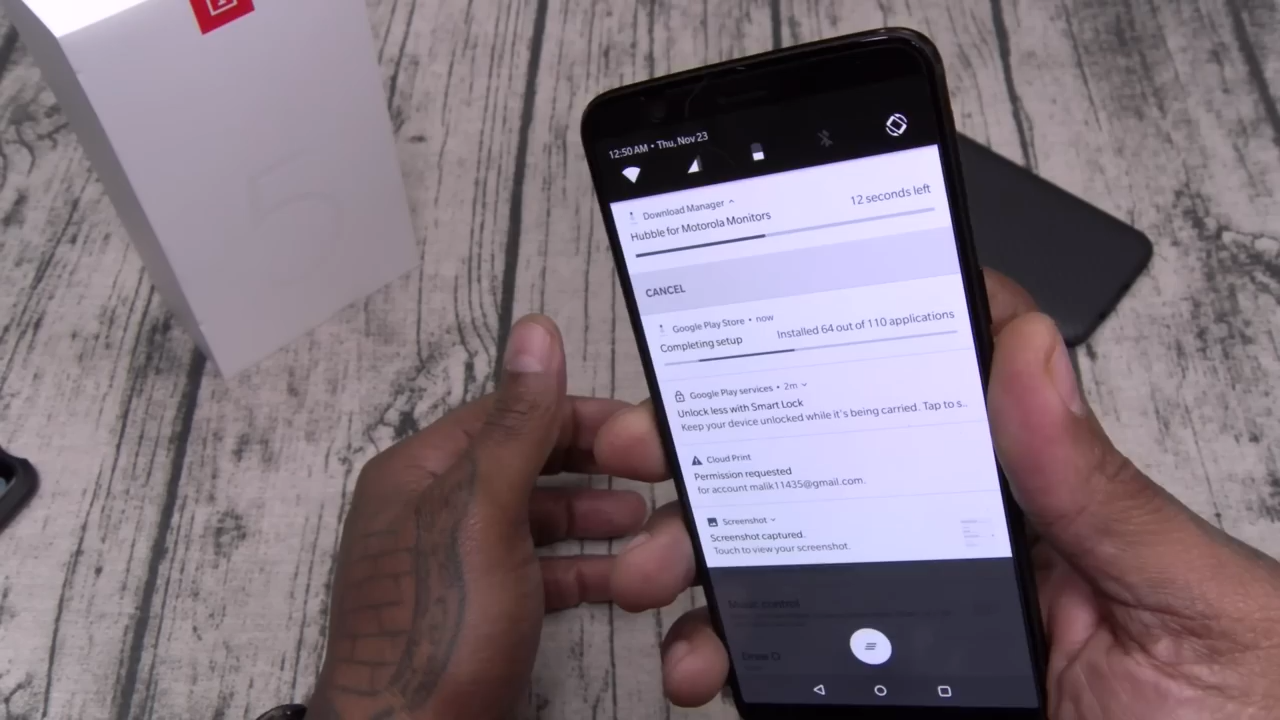 5
12:50 AM • Thu, Nov 23
Download Manager
Hubble for Motorola Monitors
12 seconds left
CANCEL
Google Play Store • now
Completing setup
Installed 64 out of 110 applications
Google Play services • 2m
Unlock less with Smart Lock
Keep your device unlocked while it's being carried. Tap to s..
Cloud Print
Permission requested
for account malik11435@gmail.com.
Screenshot
Screenshot captured.
Touch to view your screenshot.